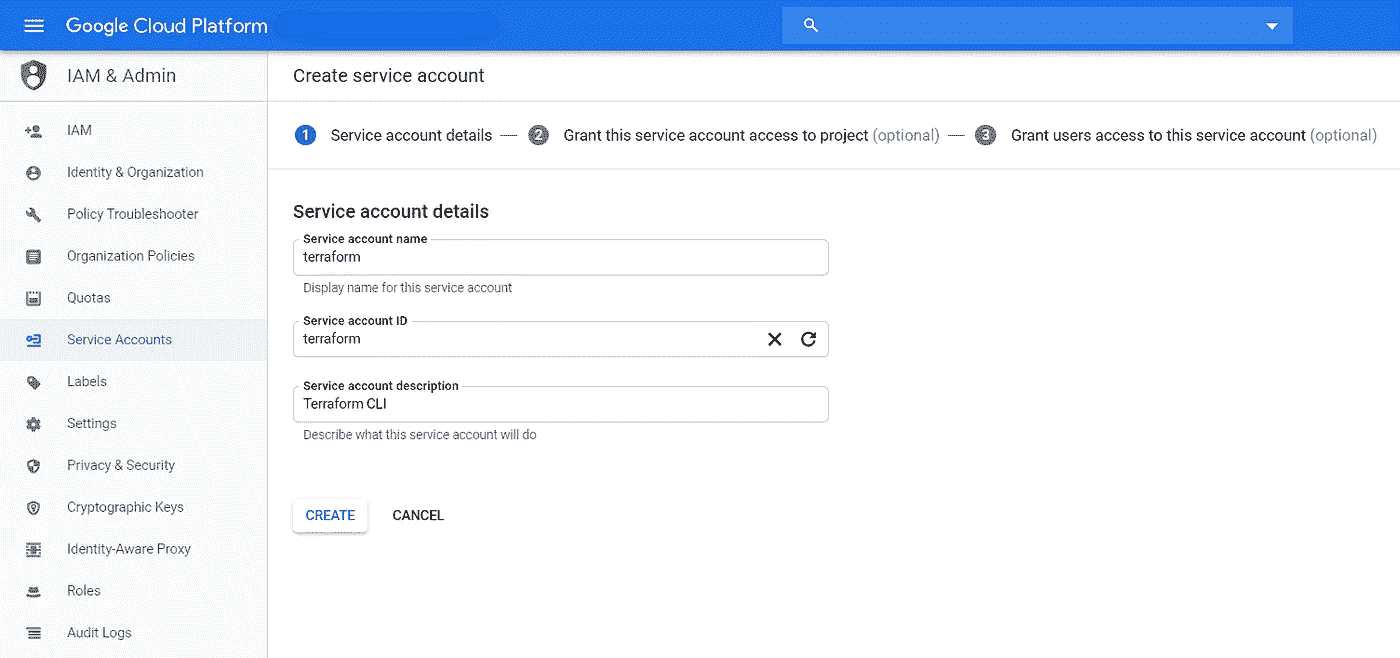 Google Cloud Platform
IAM & Admin
Create service account
1 Service account details — 2 Grant this service account access to project (optional) — 3 Grant users access to this service account (optional)
IAM
Identity & Organization
Policy Troubleshooter
Organization Policies
Quotas
Service Accounts
Labels
Settings
Privacy & Security
Cryptographic Keys
Identity-Aware Proxy
Roles
Audit Logs
Service account details
Service account name
terraform
Display name for this service account
Service account ID
terraform
Service account description
Terraform CLI
Describe what this service account will do
CREATE CANCEL